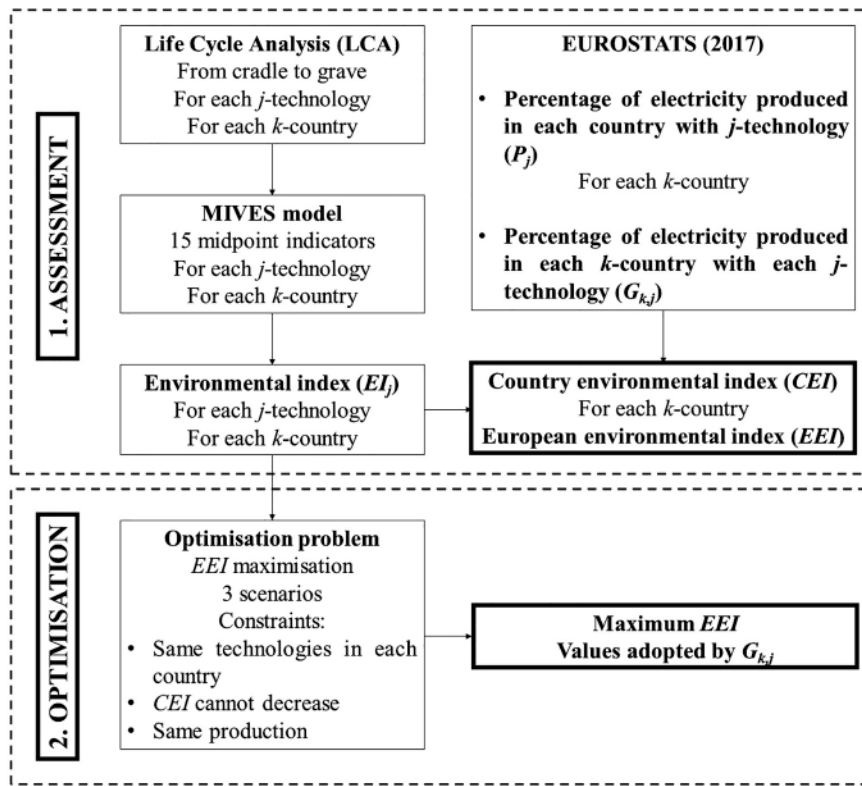 1. ASSESSMENT
Life Cycle Analysis (LCA)
From cradle to grave
For each j-technology
For each k-country
MIVES model
15 midpoint indicators
For each j-technology
For each k-country
Environmental index (EIj)
For each j-technology
For each k-country
EUROSTATS (2017)
• Percentage of electricity produced
in each country with j-technology
(Pj)
For each k-country
• Percentage of electricity produced
in each k-country with each j-
technology (Gk,j)
Country environmental index (CEI)
For each k-country
European environmental index (EEI)
2. OPTIMISATION
Optimisation problem
EEI maximisation
3 scenarios
Constraints:
• Same technologies in each
country
• CEI cannot decrease
• Same production
Maximum EEI
Values adopted by Gk,j